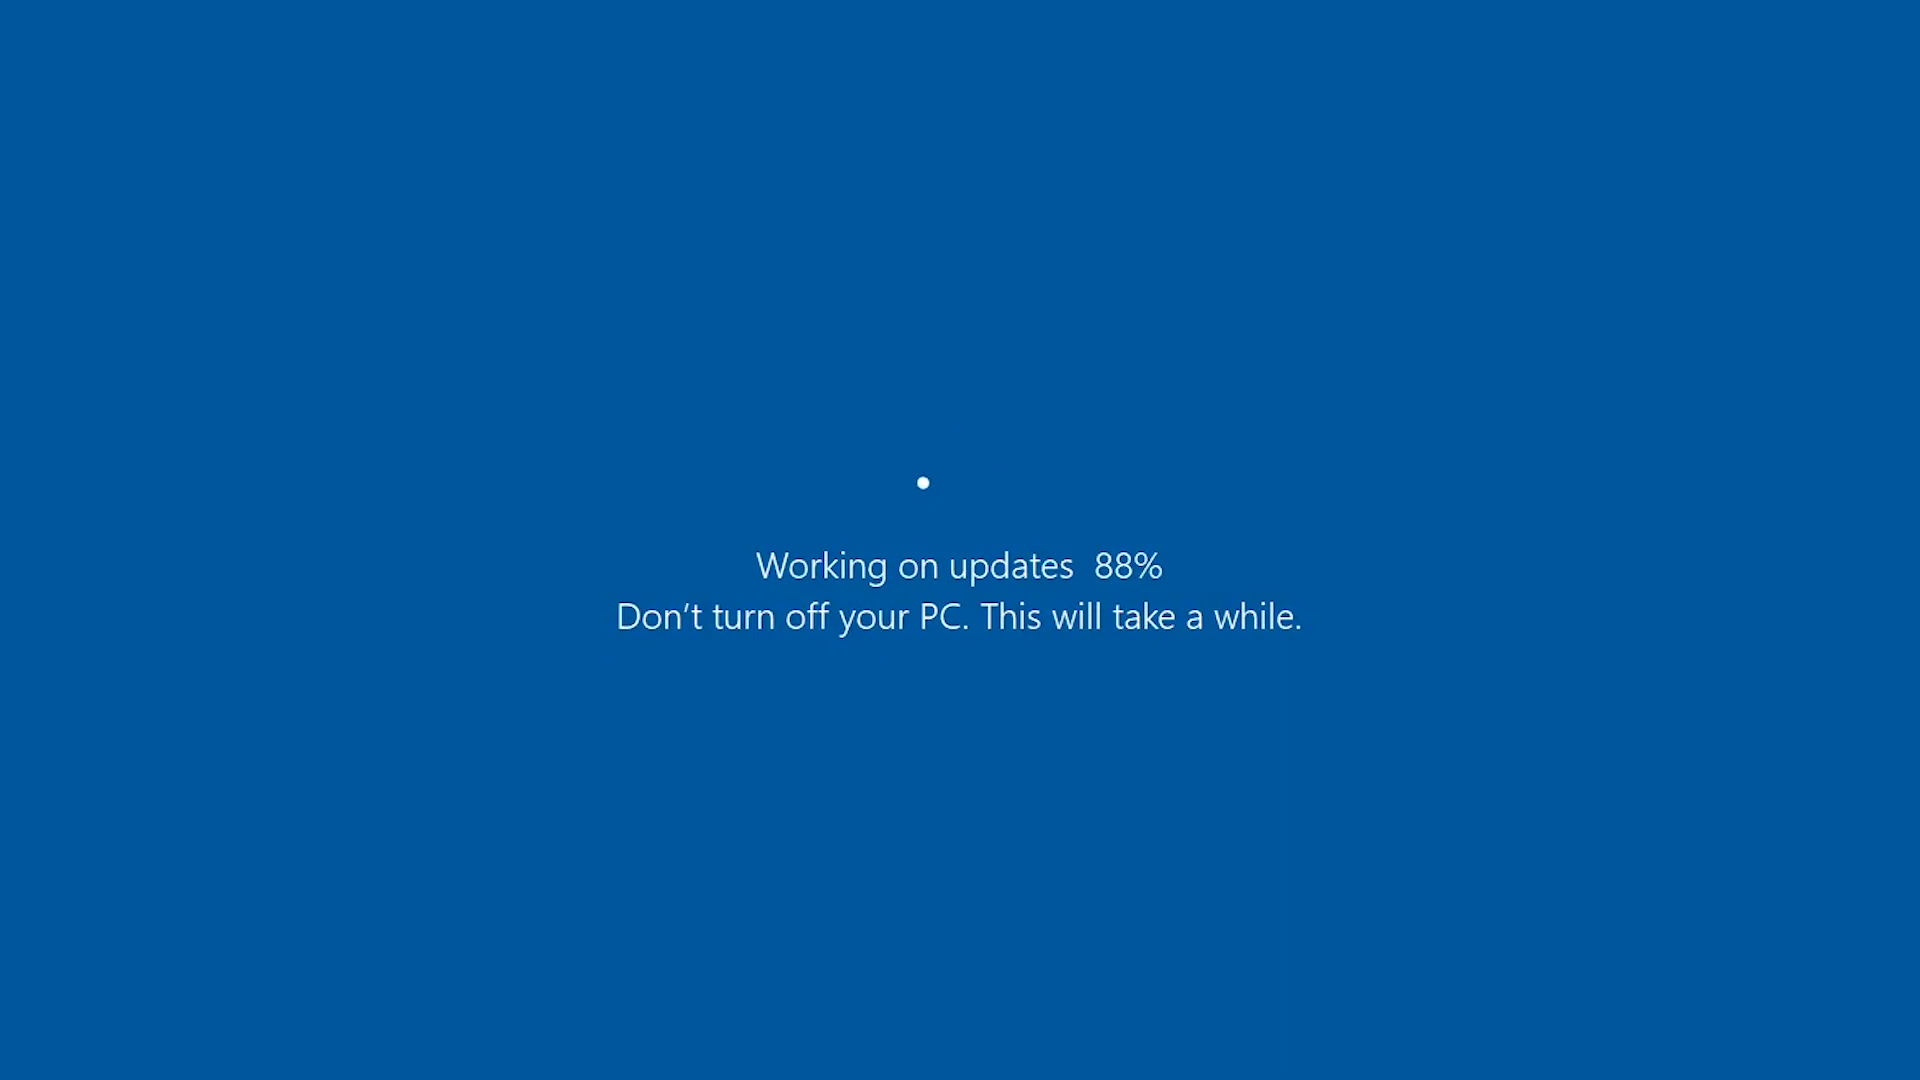 Working on updates  88%
Don’t turn off your PC. This will take a while.